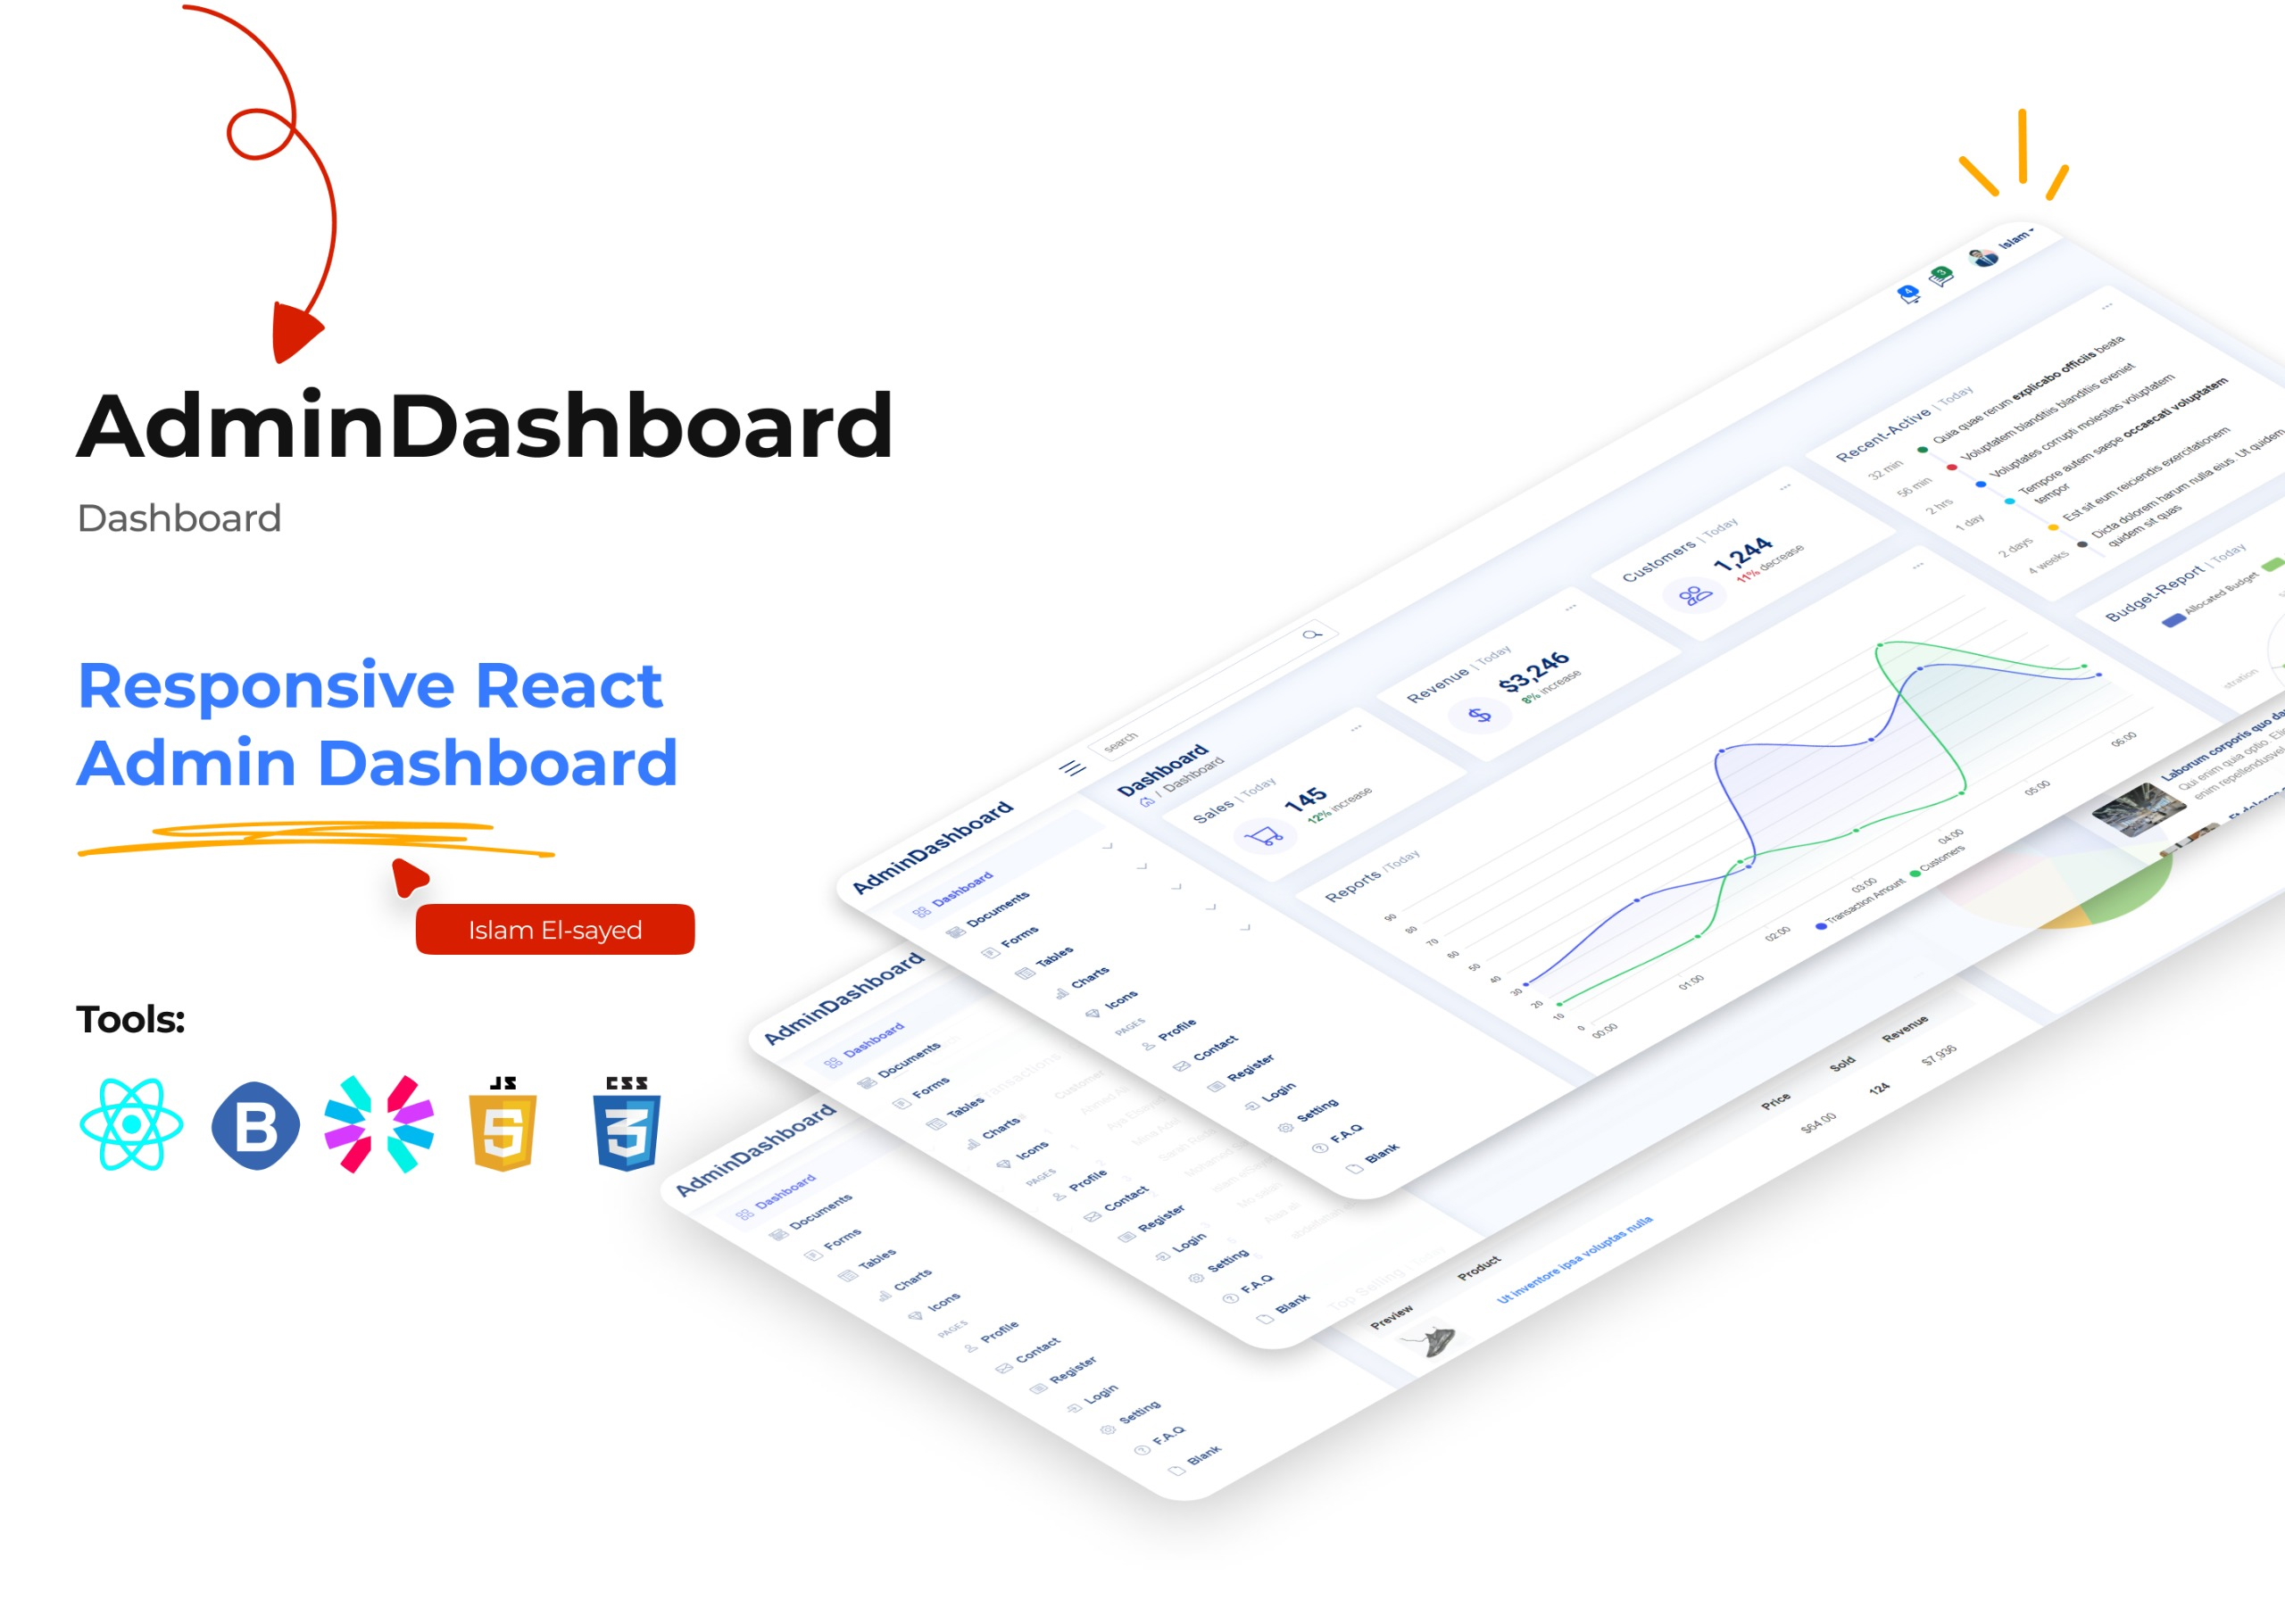 AdminDashboard
Dashboard
Responsive React
Admin Dashboard
Islam El-sayed
Tools:
B
JS
5
CSS
3
AdminDashboard
search
4
3
islam
Dashboard
/ Dashboard
Dashboard
Documents
Forms
Tables
Charts
Icons
PAGES
Profile
Contact
Register
Login
Setting
F.A.Q
Blank
Sales | Today
145
12% increase
Revenue | Today
$3,246
8% increase
Customers | Today
1,244
11% decrease
Reports /Today
90
80
70
60
50
40
30
20
10
0
00:00
01:00
02:00
03:00
04:00
05:00
06:00
Transaction Amount
Customers
Recent-Active | Today
32 min
Quia quae rerum explicabo officiis beata
56 min
Voluptatem blanditiis blanditiis eveniet
2 hrs
Voluptates corrupti molestias voluptatem
1 day
Tempore autem saepe occaecati voluptatem
tempor
2 days
Est sit eum reiciendis exercitationem
4 weeks
Dicta dolorem harum nulla eius. Ut quidem
quidem sit quas
Budget-Report | Today
Allocated Budget
stration
Laborum corporis quo
Qui enim quia optio.
enim repellendusvel
AdminDashboard
Dashboard
Documents
Forms
Tables
Charts
Icons
PAGES
Profile
Contact
Register
Login
Setting
F.A.Q
Blank
Customer
Top Selling
Preview
Product
Price
Sold
Revenue
Ut inventore ipsa voluptas nulla
$64.00
124
$7,936
AdminDashboard
Dashboard
Documents
Forms
Tables
Charts
Icons
PAGES
Profile
Contact
Register
Login
Setting
F.A.Q
Blank